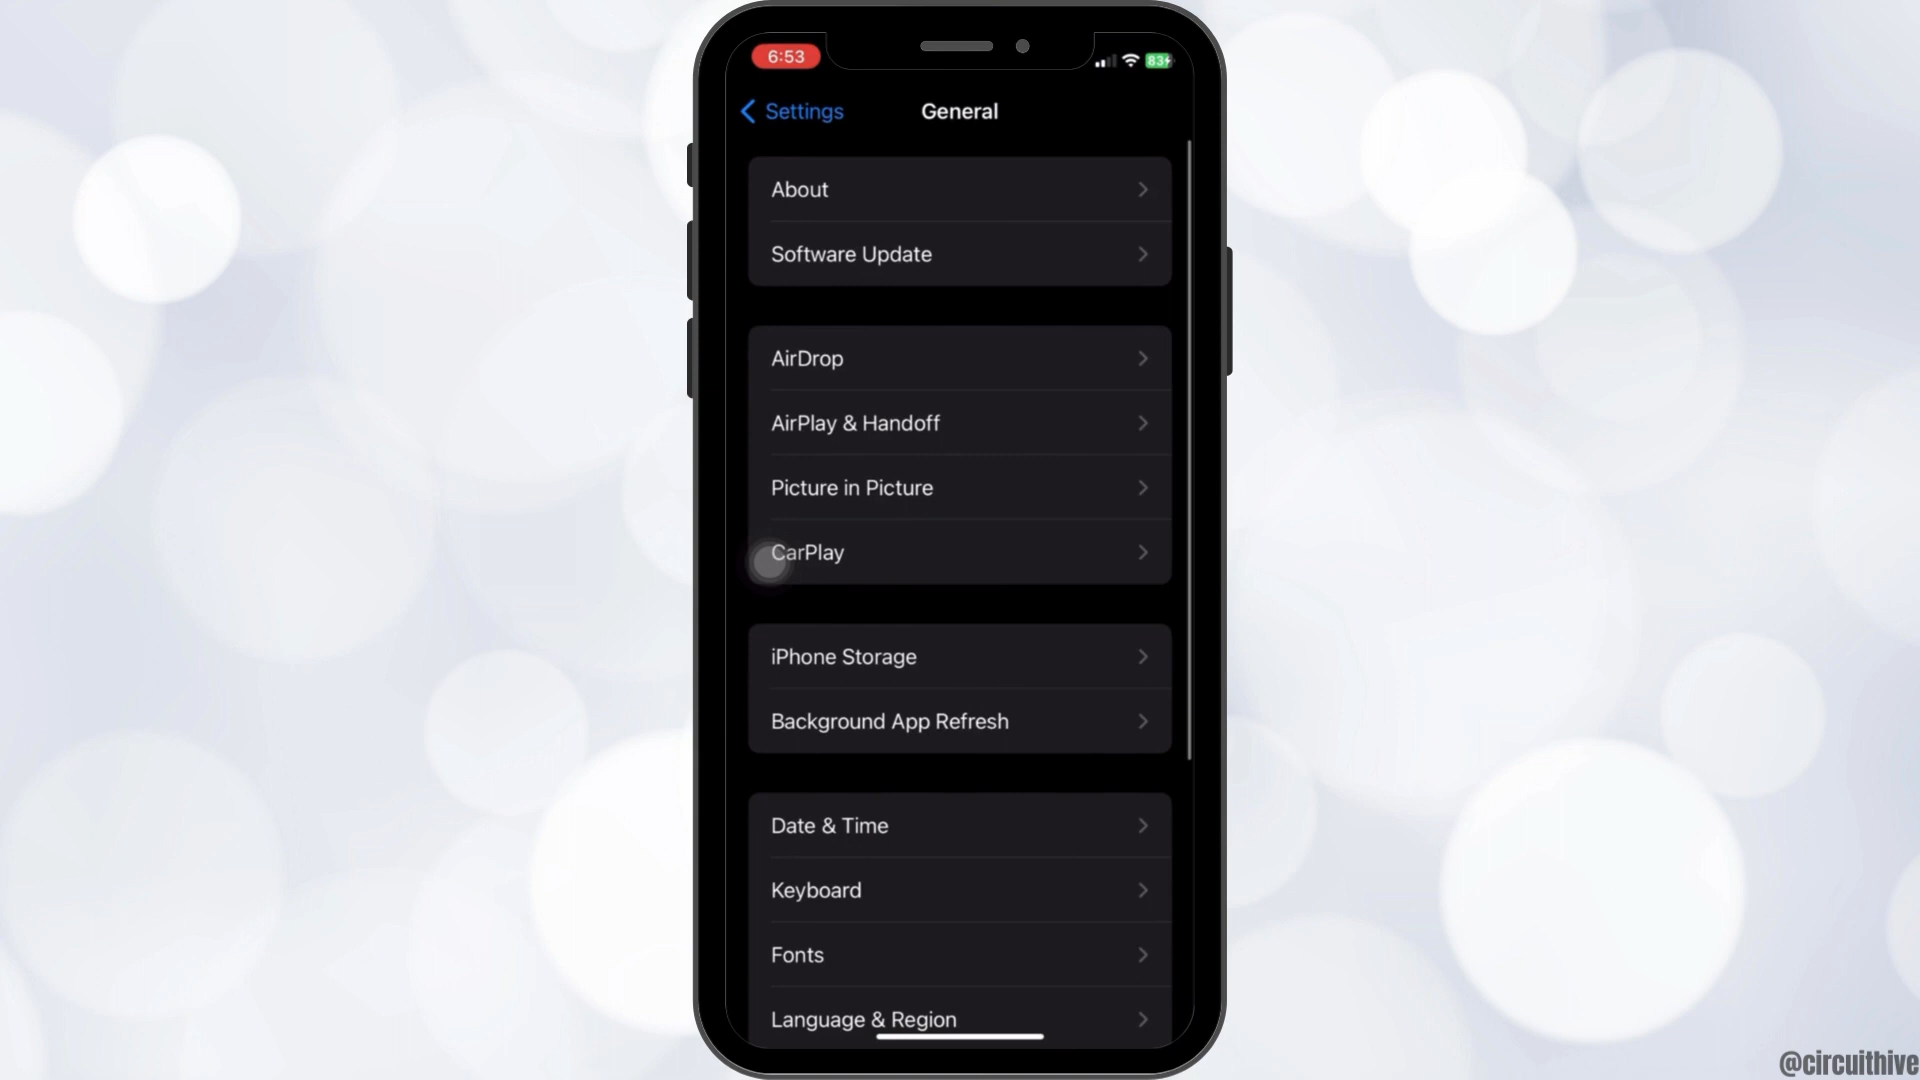 6:53
83
Settings
General
About
Software Update
AirDrop
AirPlay & Handoff
Picture in Picture
CarPlay
iPhone Storage
Background App Refresh
Date & Time
Keyboard
Fonts
Language & Region
@circuithive